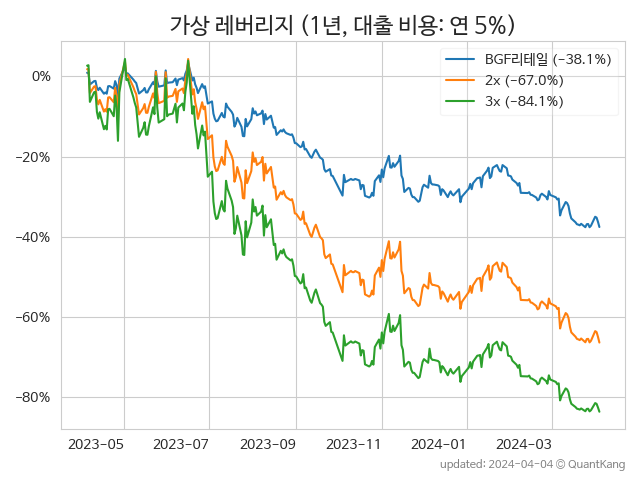 가상 레버리지 (1년, 대출 비용: 연 5%)
BGF리테일 (−38.1%)
2x (−67.0%)
3x (−84.1%)
0%
−20%
−40%
−60%
−80%
2023-05 2023-07 2023-09 2023-11 2024-01 2024-03
updated: 2024-04-04 © QuantKang